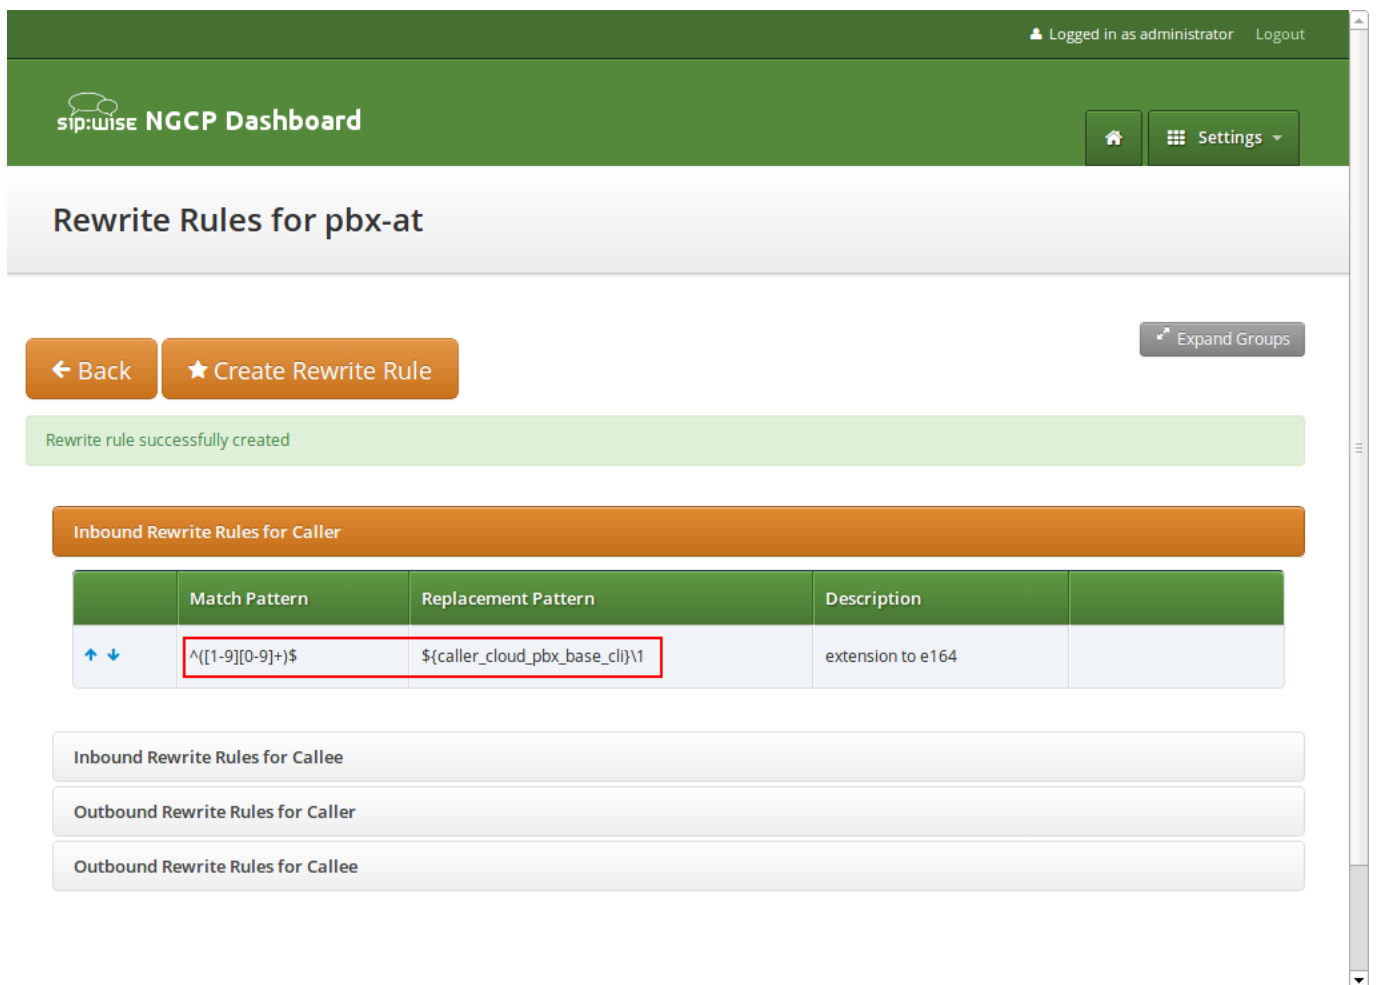 Logged in as administrator Logout
sip:wise NGCP Dashboard
Settings
Rewrite Rules for pbx-at
Expand Groups
Back Create Rewrite Rule
Rewrite rule successfully created
Inbound Rewrite Rules for Caller
Match Pattern Replacement Pattern Description
^([1-9][0-9]+)$ ${caller_cloud_pbx_base_cli}\1 extension to e164
Inbound Rewrite Rules for Callee
Outbound Rewrite Rules for Caller
Outbound Rewrite Rules for Callee